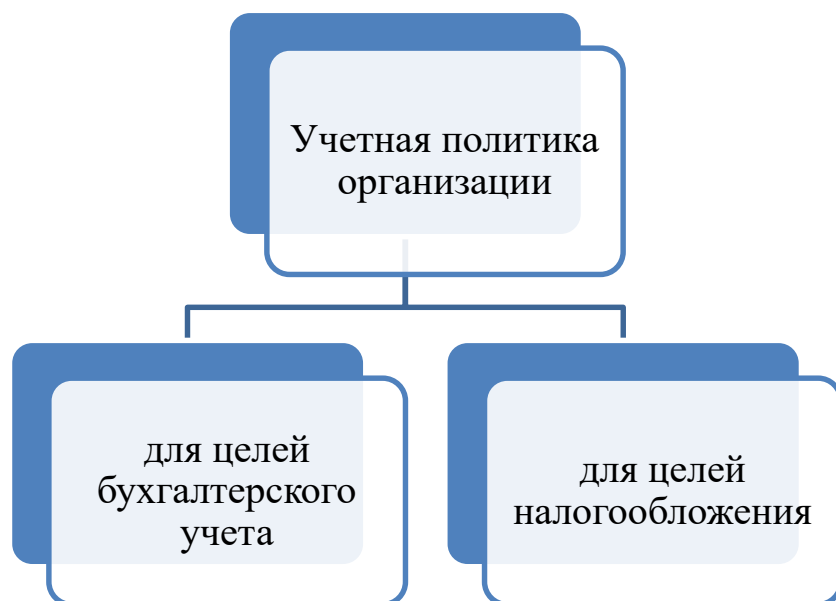 Учетная политика
организации
для целей
бухгалтерского
учета
для целей
налогообложения